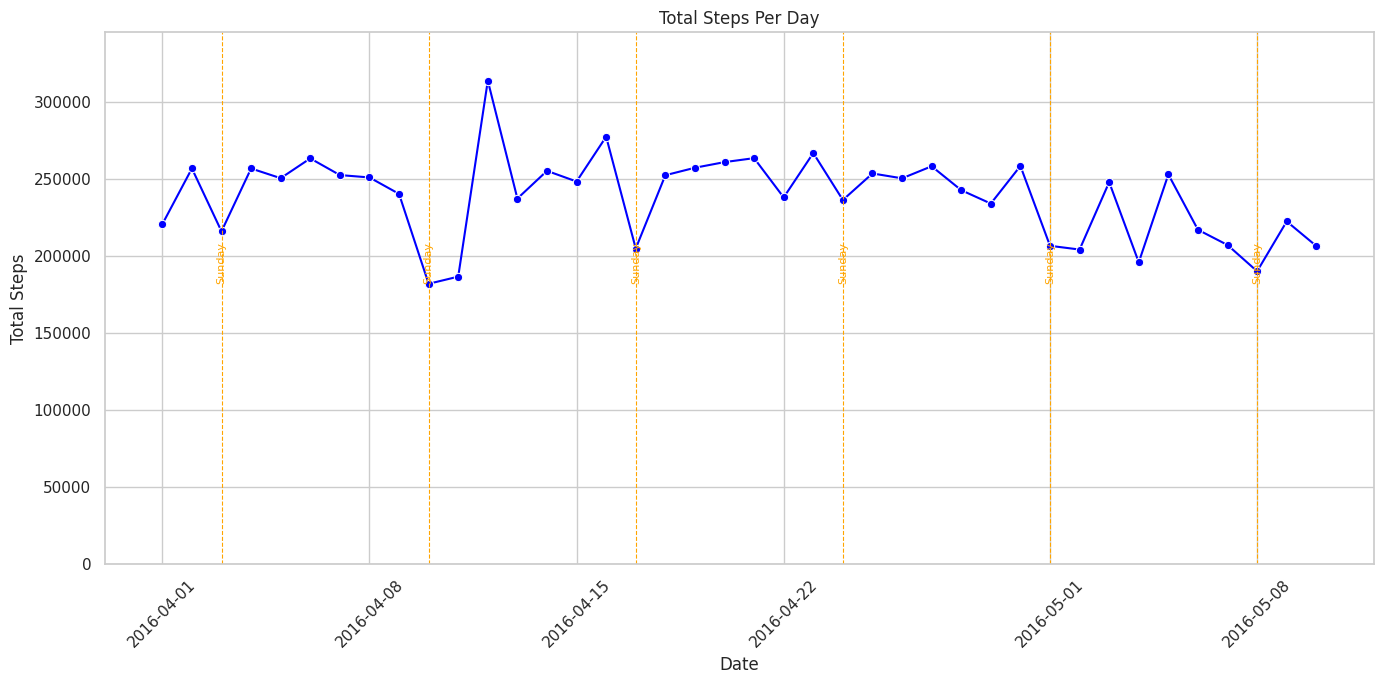 Total Steps Per Day
Total Steps
300000
250000
200000
150000
100000
50000
0
Sunday
Sunday
Sunday
Sunday
Sunday
Sunday
2016-04-01
2016-04-08
2016-04-15
2016-04-22
2016-05-01
2016-05-08
Date